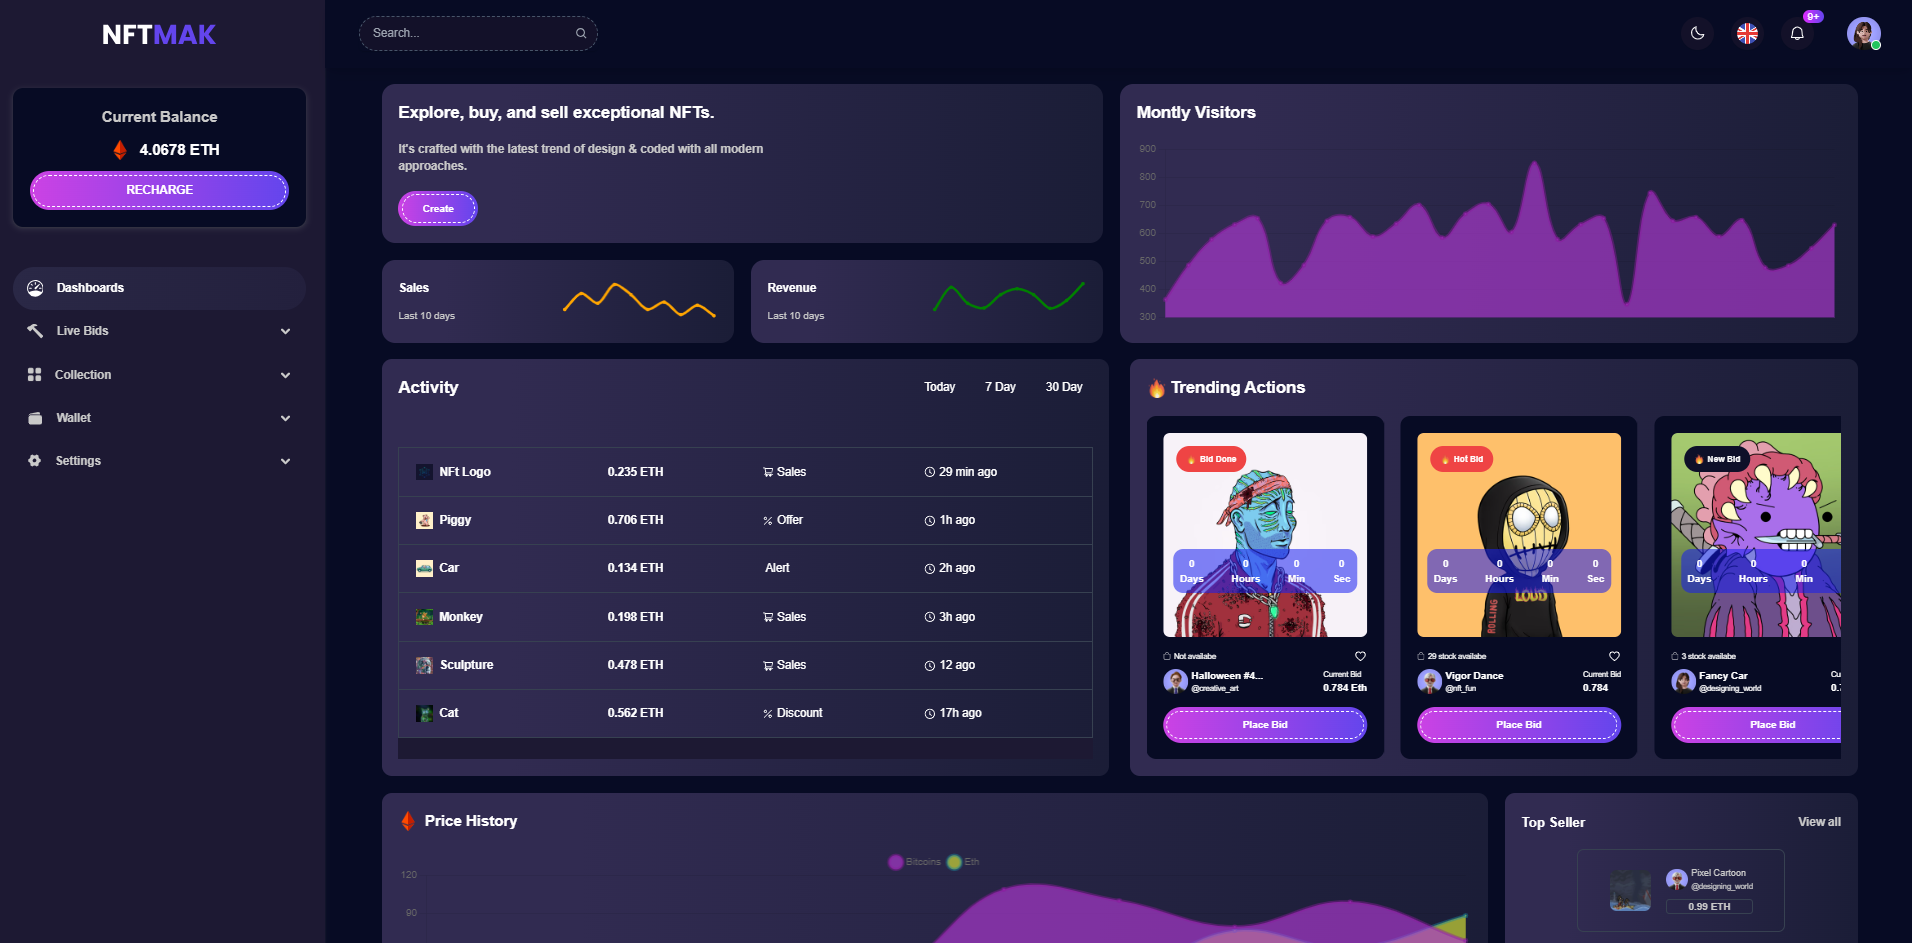 NFTMAK
Search...
9+
Current Balance
4.0678 ETH
RECHARGE
Dashboards
Live Bids
Collection
Wallet
Settings
Explore, buy, and sell exceptional NFTs.
It's crafted with the latest trend of design & coded with all modern
approaches.
Create
Montly Visitors
900
800
700
600
500
400
300
Sales
Last 10 days
Revenue
Last 10 days
Activity
Today 7 Day 30 Day
NFt Logo 0.235 ETH Sales 29 min ago
Piggy 0.706 ETH % Offer 1h ago
Car 0.134 ETH Alert 2h ago
Monkey 0.198 ETH Sales 3h ago
Sculpture 0.478 ETH Sales 12 ago
Cat 0.562 ETH % Discount 17h ago
Trending Actions
Bid Done
0 0 0 0
Days Hours Min Sec
Not availabe
Halloween #4...
@creative_art
Current Bid
0.784 Eth
Place Bid
Hot Bid
0 0 0 0
Days Hours Min Sec
LOUD
ROLLING
29 stock availabe
Vigor Dance
@nft_fun
Current Bid
0.784
Place Bid
New Bid
0 0 0
Days Hours Min
3 stock availabe
Fancy Car
@designing_world
Place Bid
Price History
Bitcoins Eth
120
90
Top Seller
View all
Pixel Cartoon
@designing_world
0.99 ETH